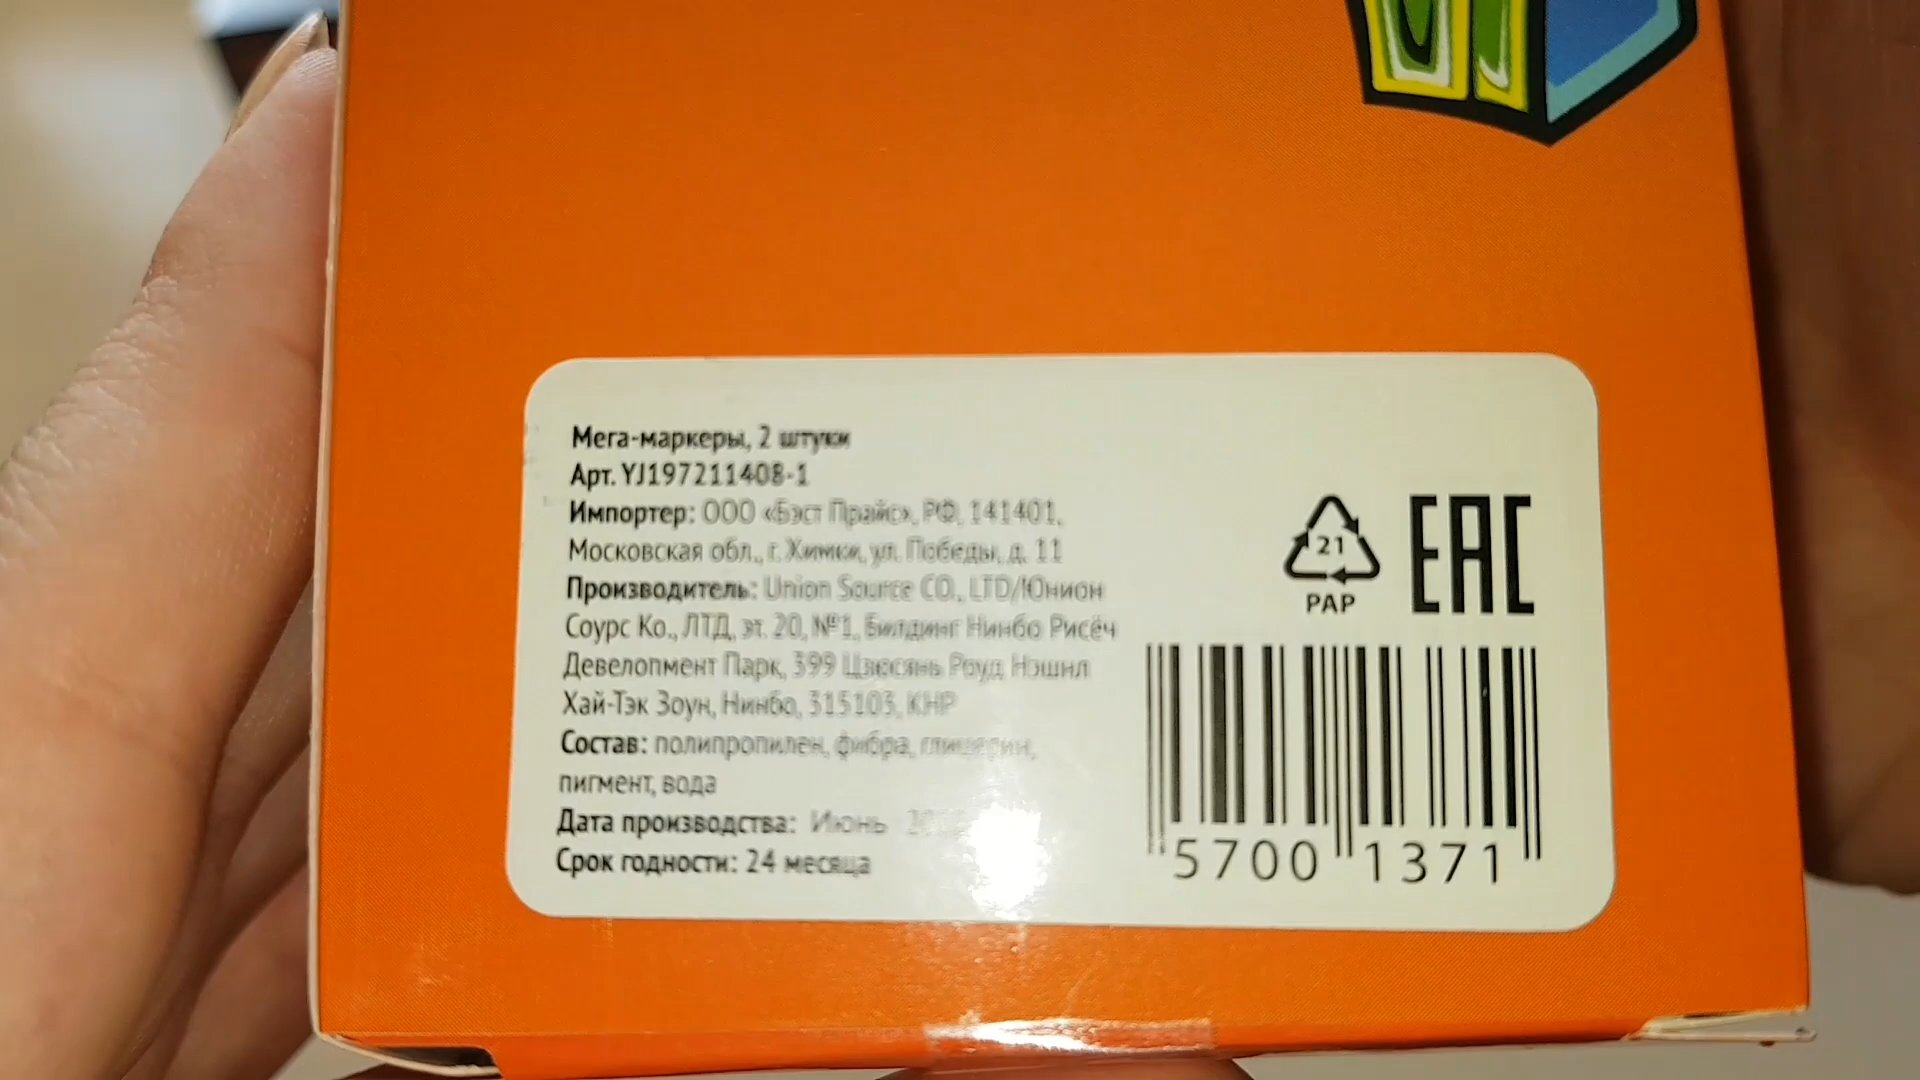 Мега-маркеры, 2 штуки
Арт. YJ197211408-1
Импортер: ООО «Бэст Прайс», РФ, 141401,
Московская обл., г. Химки, ул. Победы, д. 11
Производитель: Union Source CO., LTD/Юнион
Соурс Ко., ЛТД, эт. 20, №1, Билдинг Нинбо Рисёч
Девелопмент Парк, 399 Цзюсянь Роуд Нэшнл
Хай-Тэк Зоун, Нинбо, 315103, КНР
Состав: полипропилен, фибра, глицерин,
пигмент, вода
Дата производства: Июнь
Срок годности: 24 месяца
21
PAP
EAC
5700 1371